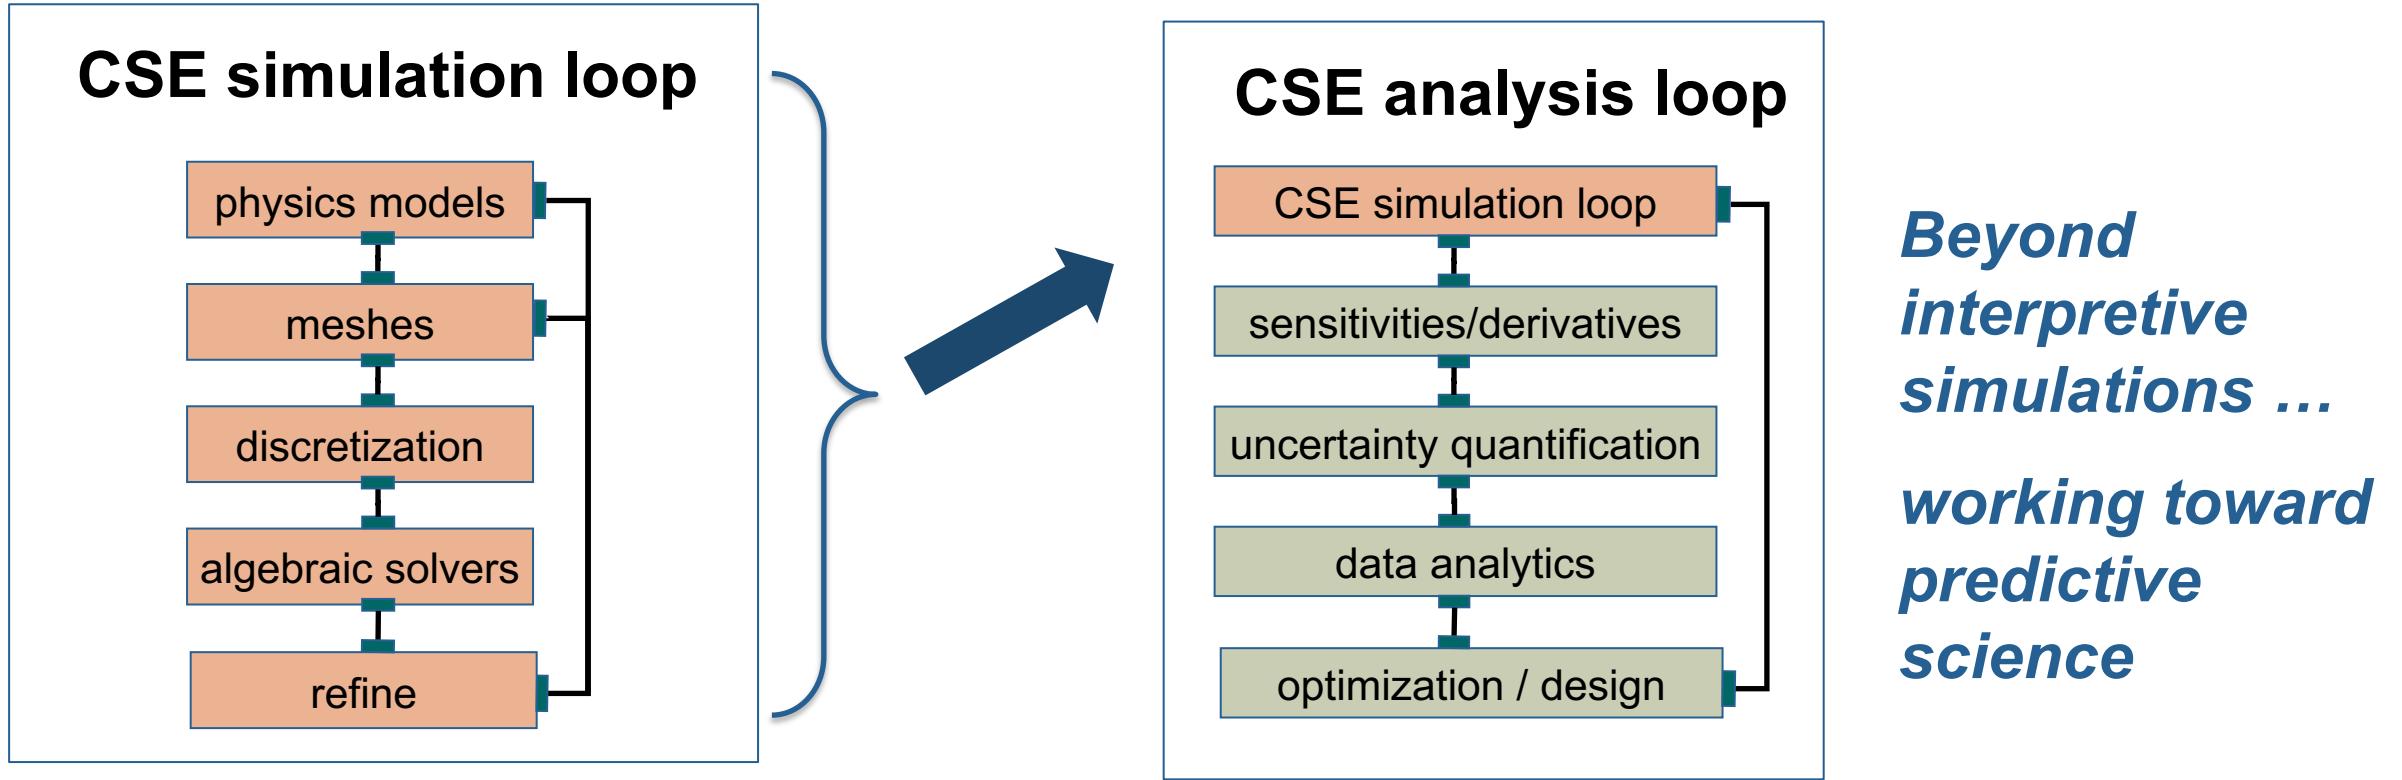 CSE simulation loop
physics models
meshes
discretization
algebraic solvers
refine
CSE analysis loop
CSE simulation loop
sensitivities/derivatives
uncertainty quantification
data analytics
optimization / design
Beyond
interpretive
simulations …
working toward
predictive
science